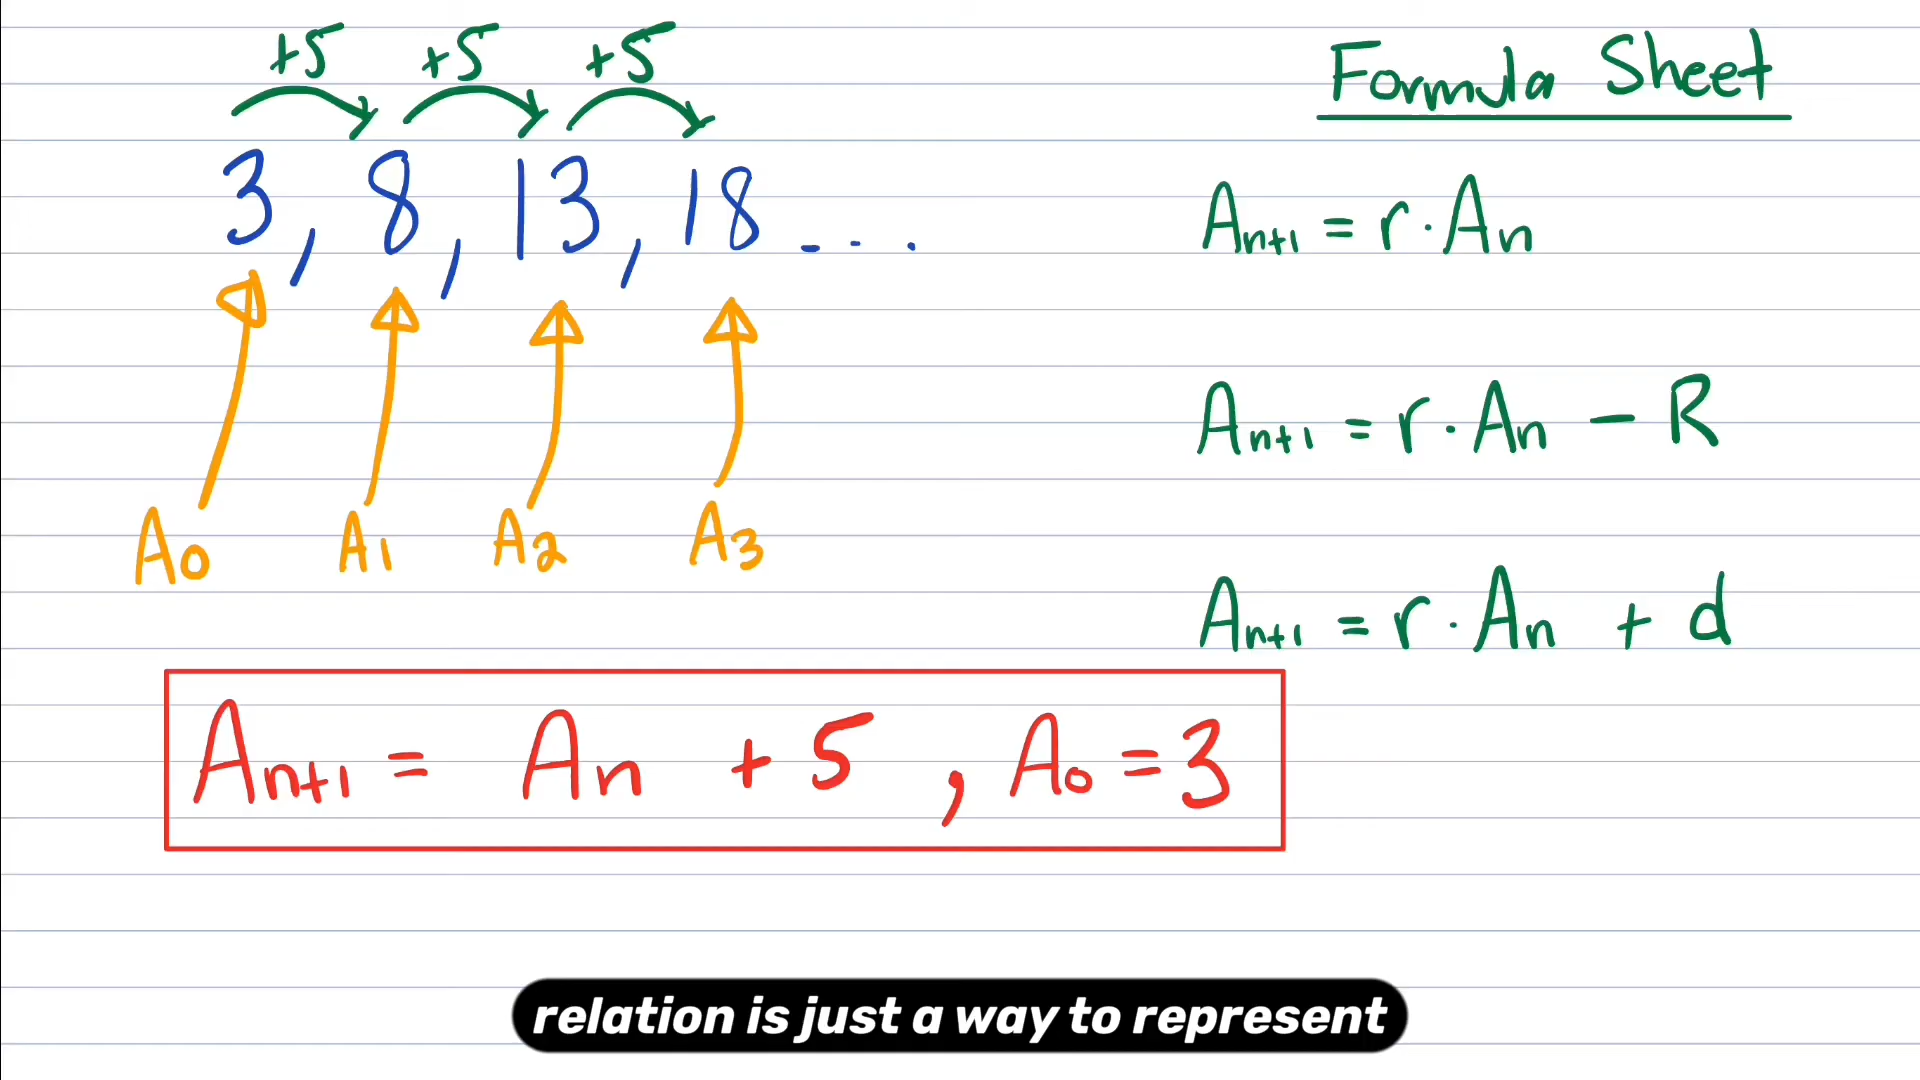 +5 +5 +5
3, 8, 13, 18 ...
A0 A1 A2 A3
Formula Sheet
An+1 = r · An
An+1 = r · An − R
An+1 = r · An + d
An+1 = An + 5 , A0 = 3
relation is just a way to represent